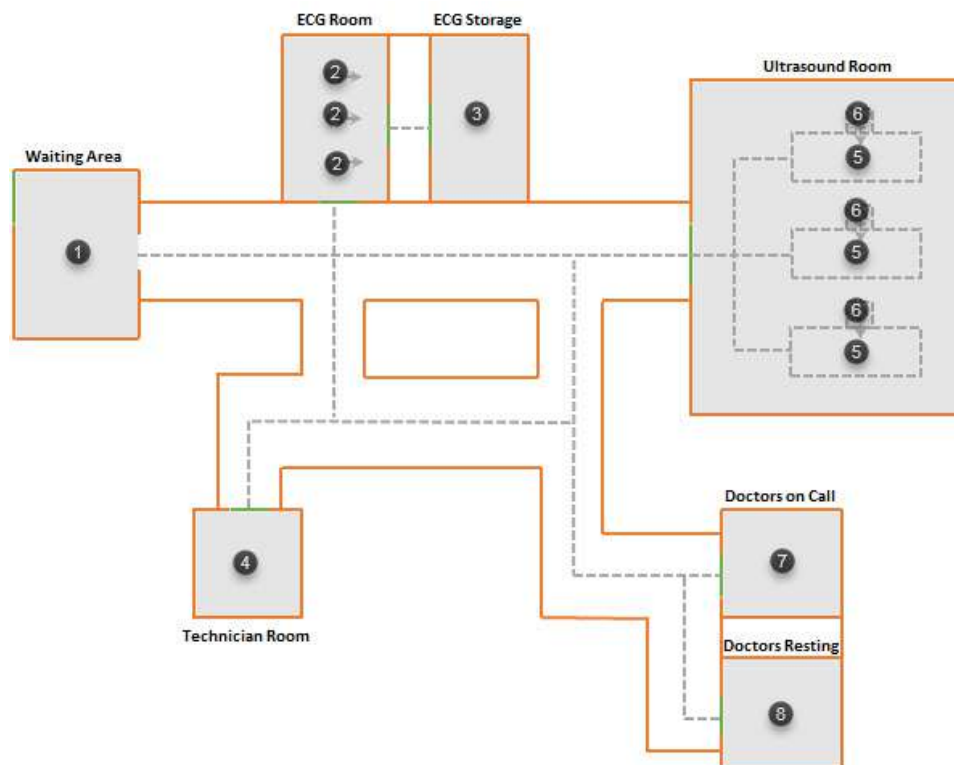 ECG Room
ECG Storage
Ultrasound Room
Waiting Area
2
2
2
3
6
5
6
5
6
5
1
4
Technician Room
Doctors on Call
7
Doctors Resting
8